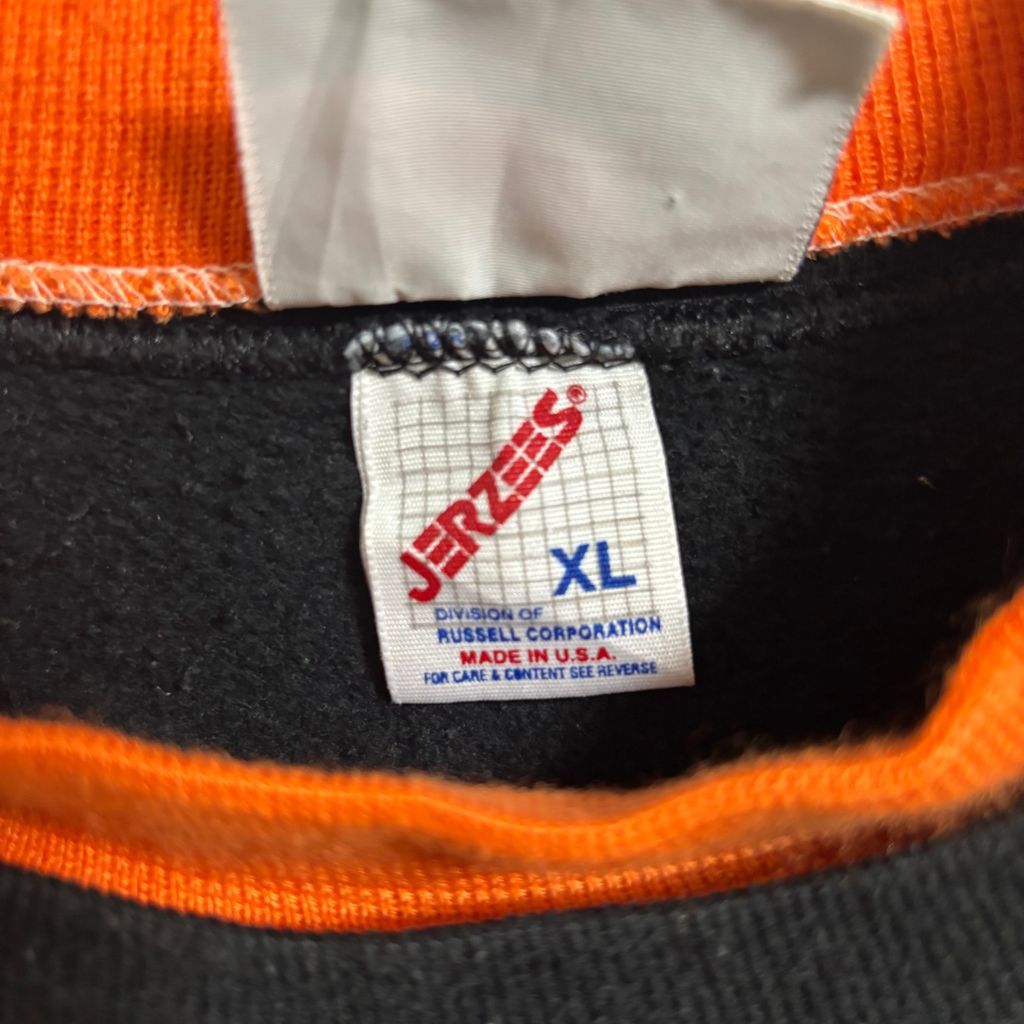 JERZEES®
XL
DIVISION OF
RUSSELL CORPORATION
MADE IN U.S.A.
FOR CARE & CONTENT SEE REVERSE